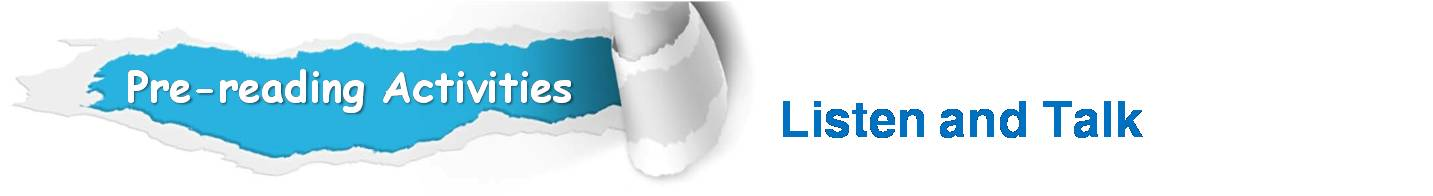 Pre-reading Activities
Listen and Talk